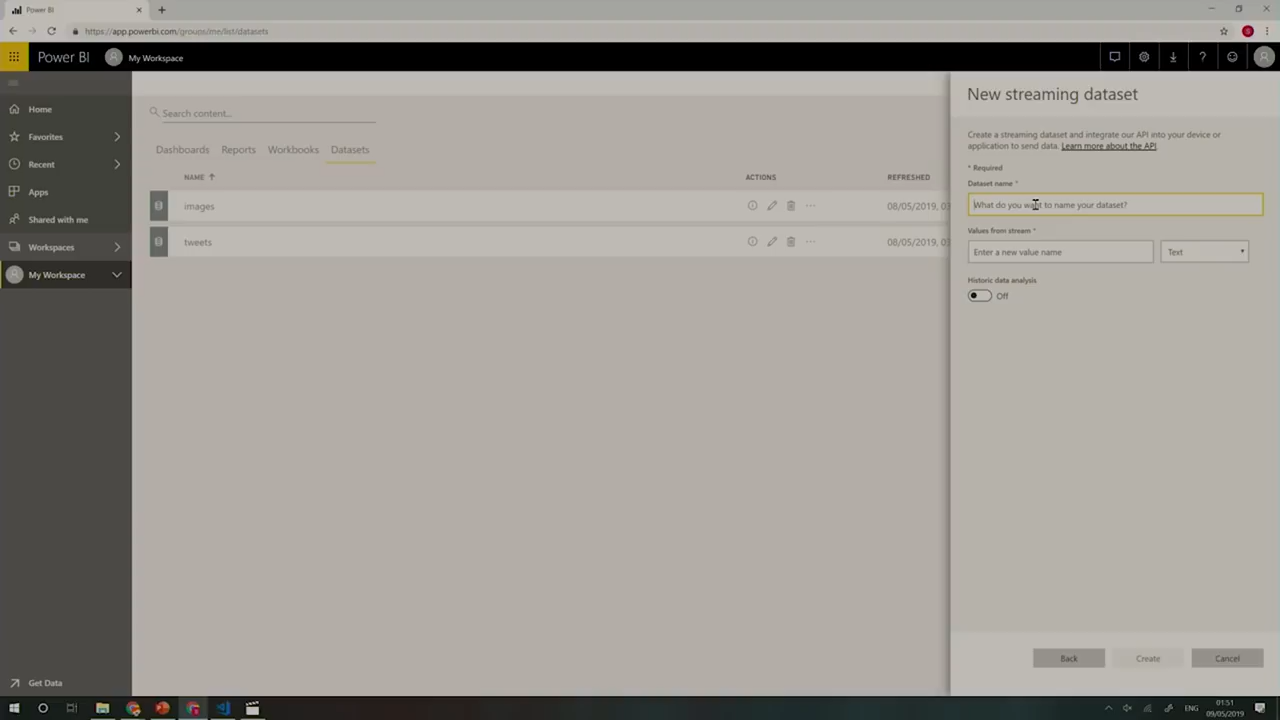 Power BI
https://app.powerbi.com/groups/me/list/datasets
Power BI My Workspace
Home
Favorites
Recent
Apps
Shared with me
Workspaces
My Workspace
Get Data
Search content...
Dashboards Reports Workbooks Datasets
NAME ACTIONS REFRESHED
images 08/05/2019, 03
tweets 08/05/2019, 03
New streaming dataset
Create a streaming dataset and integrate our API into your device or
application to send data. Learn more about the API
* Required
Dataset name *
What do you want to name your dataset?
Values from stream *
Enter a new value name Text
Historic data analysis
Off
Back Create Cancel
ENG
01:51
09/05/2019